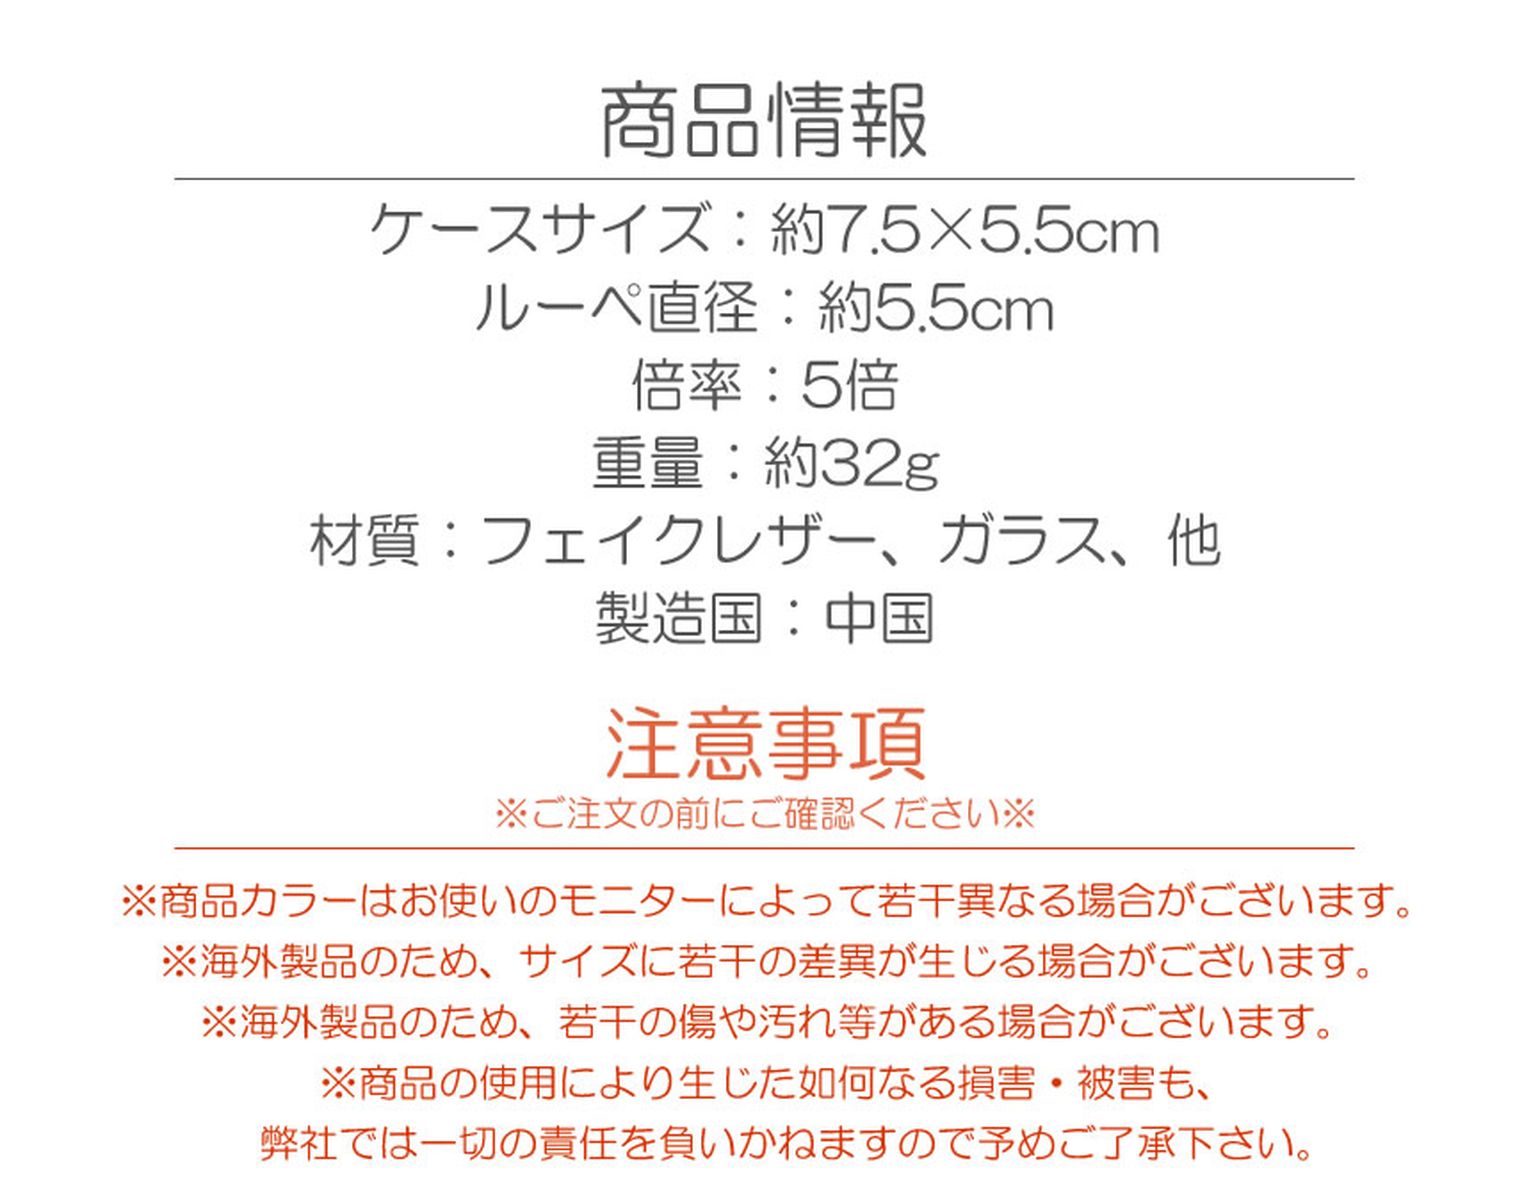 商品情報
ケースサイズ：約7.5×5.5cm
ルーペ直径：約5.5cm
倍率：5倍
重量：約32g
材質：フェイクレザー、ガラス、他
製造国：中国
注意事項
※ご注文の前にご確認ください※
※商品カラーはお使いのモニターによって若干異なる場合がございます。
※海外製品のため、サイズに若干の差異が生じる場合がございます。
※海外製品のため、若干の傷や汚れ等がある場合がございます。
※商品の使用により生じた如何なる損害・被害も、
弊社では一切の責任を負いかねますので予めご了承下さい。